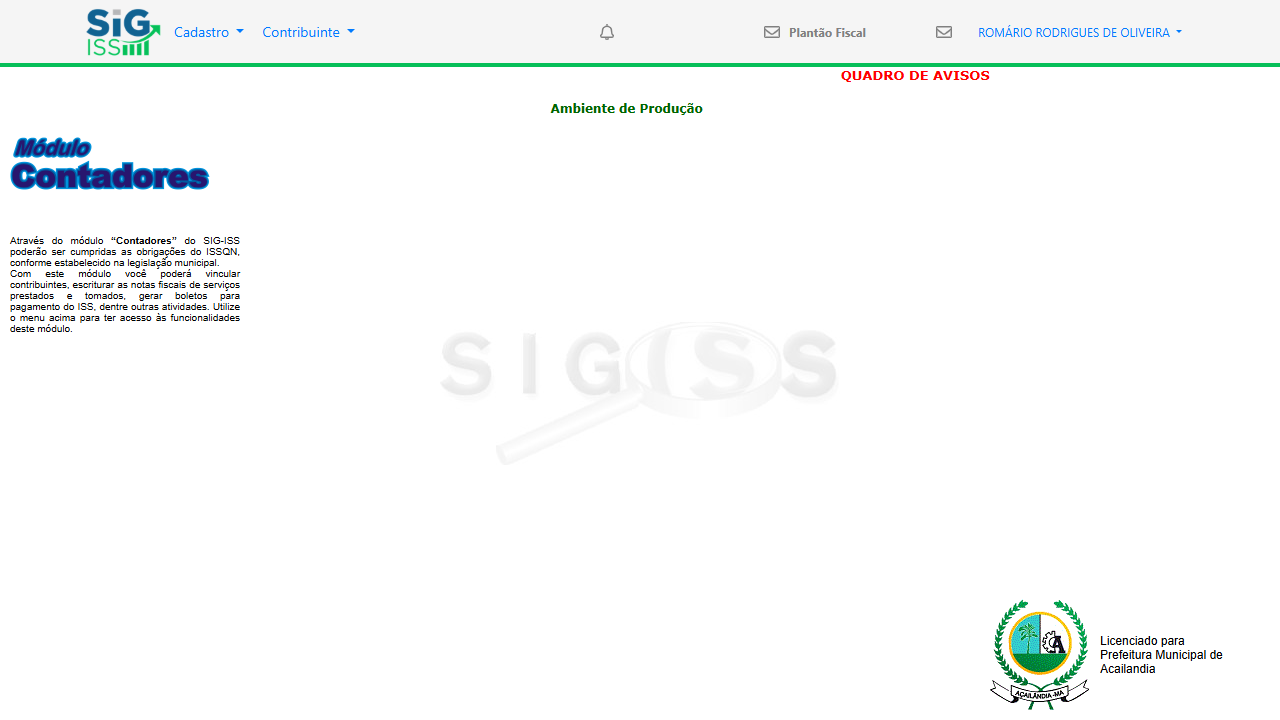 SiG
ISS
Cadastro
Contribuinte
Plantão Fiscal
ROMÁRIO RODRIGUES DE OLIVEIRA
QUADRO DE AVISOS
Ambiente de Produção
Módulo
Contadores
Através do módulo “Contadores” do SIG-ISS
poderão ser cumpridas as obrigações do ISSQN,
conforme estabelecido na legislação municipal.
Com este módulo você poderá vincular
contribuintes, escriturar as notas fiscais de serviços
prestados e tomados, gerar boletos para
pagamento do ISS, dentre outras atividades. Utilize
o menu acima para ter acesso às funcionalidades
deste módulo.
SIGISS
A
AÇAILÂNDIA -MA
Licenciado para
Prefeitura Municipal de
Acailandia